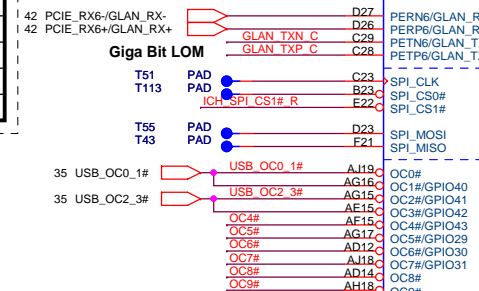 42 PCIE_RX6-/GLAN_RX- D27 PERN6/GLAN_R
42 PCIE_RX6+/GLAN_RX+ D26 PERP6/GLAN_R
GLAN_TXN_C C29 PETN6/GLAN_T
Giga Bit LOM GLAN_TXP_C C28 PETP6/GLAN_T
T51 PAD C23 SPI_CLK
T113 PAD B23 SPI_CS0#
ICH_SPI_CS1#_R E22 SPI_CS1#
T55 PAD D23 SPI_MOSI
T43 PAD F21 SPI_MISO
35 USB_OC0_1# USB_OC0_1# AJ19 OC0#
AG16 OC1#/GPIO40
35 USB_OC2_3# USB_OC2_3# AG15 OC2#/GPIO41
AE15 OC3#/GPIO42
OC4# AF15 OC4#/GPIO43
OC5# AG17 OC5#/GPIO29
OC6# AD12 OC6#/GPIO30
OC7# AJ18 OC7#/GPIO31
OC8# AD14 OC8#
OC9# AH18